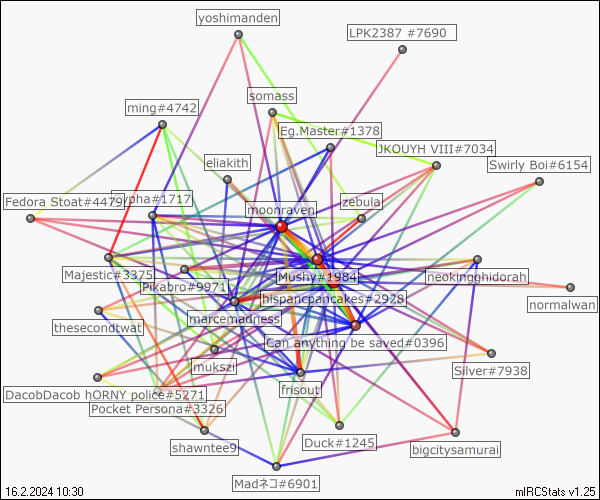 yoshimanden
LPK2387 #7690
somass
ming#4742
Eg.Master#1378
JKOUYH VIII#7034
eliakith
Swirly Boi#6154
Fedora Stoat#4479
ypha#1717
moonraven
zebula
Majestic#3375
Mushy#1984
neokingghidorah
Pikabro#9971
hispancpancakes#2928
normalwan
thesecondtwat
marcemadness
Can anything be saved#0396
mukszi
Silver#7938
frisout
DacobDacob hORNY police#5271
Pocket Persona#3326
shawntee9
Duck#1245
bigcitysamurai
Madネコ#6901
16.2.2024 10:30
mIRCStats v1.25